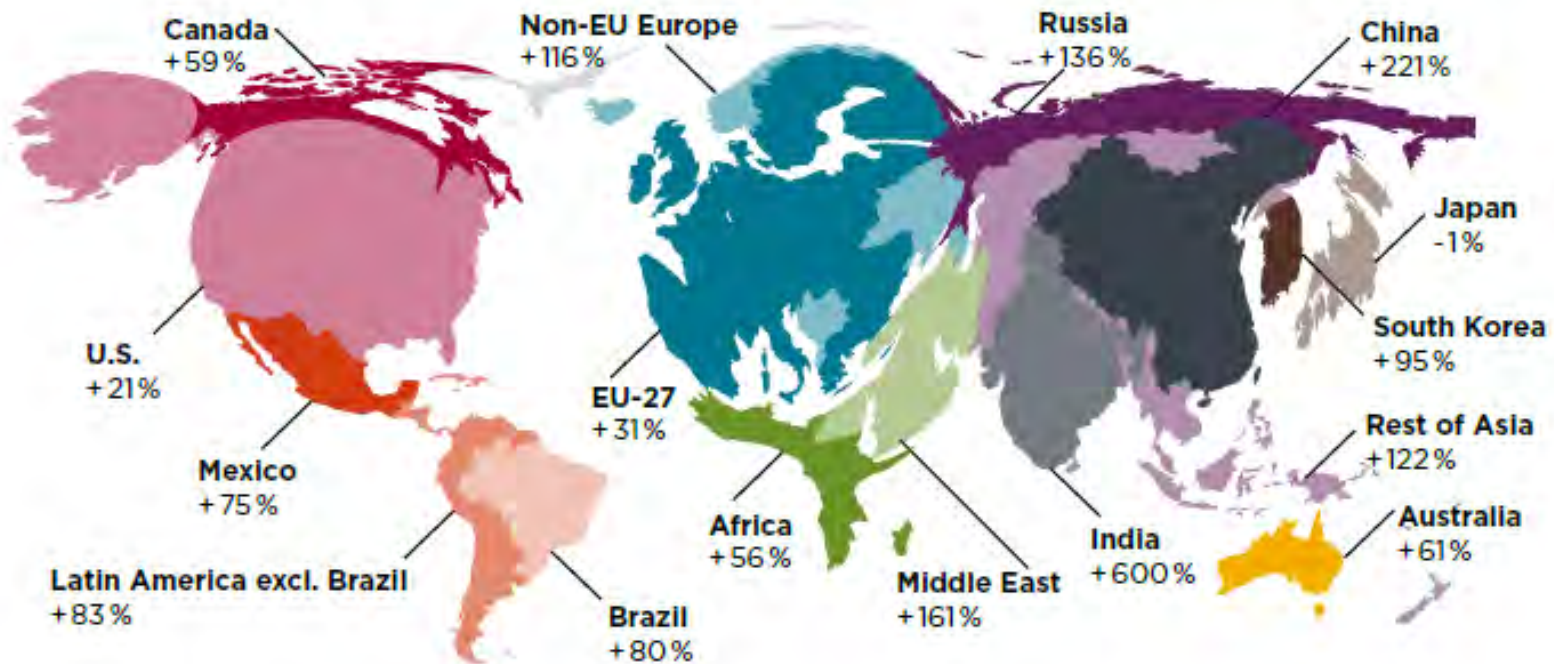 Canada
+59%
Non-EU Europe
+116%
Russia
+136%
China
+221%
Japan
-1%
South Korea
+95%
U.S.
+21%
EU-27
+31%
Rest of Asia
+122%
Mexico
+75%
Africa
+56%
India
+600%
Australia
+61%
Latin America excl. Brazil
+83%
Middle East
+161%
Brazil
+80%